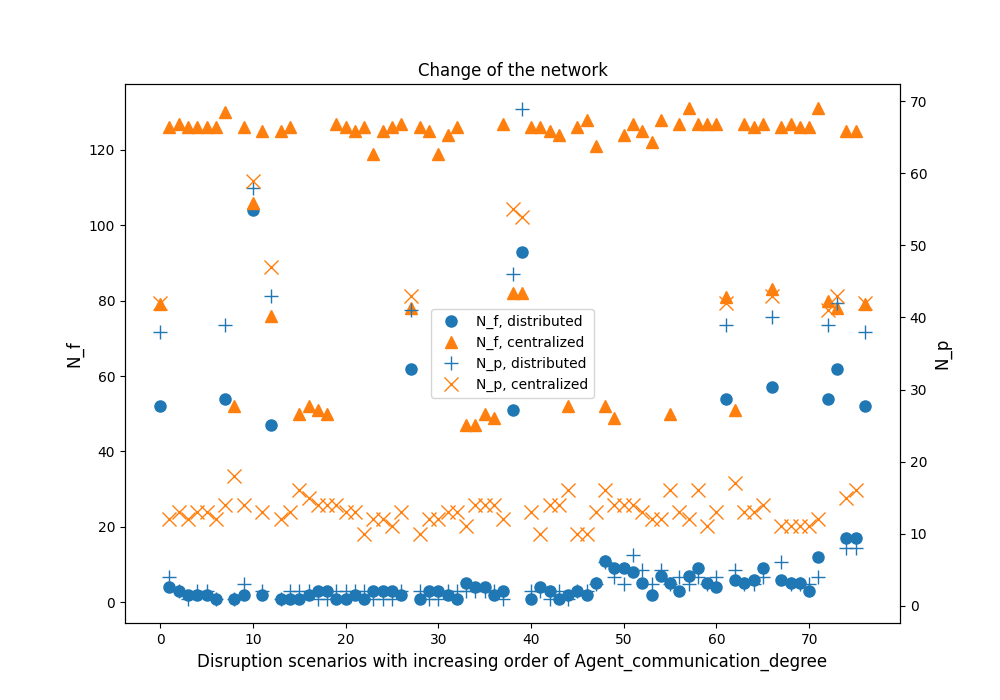 Change of the network
N_f
120
100
80
60
40
20
0
70
60
50
40
30
20
10
0
N_p
N_f, distributed
N_f, centralized
N_p, distributed
N_p, centralized
0 10 20 30 40 50 60 70
Disruption scenarios with increasing order of Agent_communication_degree